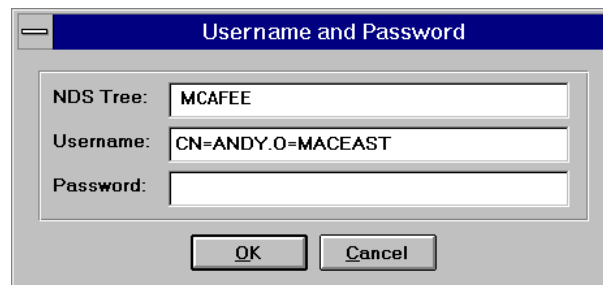 Username and Password
NDS Tree: MCAFEE
Username: CN=ANDY.O=MACEAST
Password:
OK Cancel